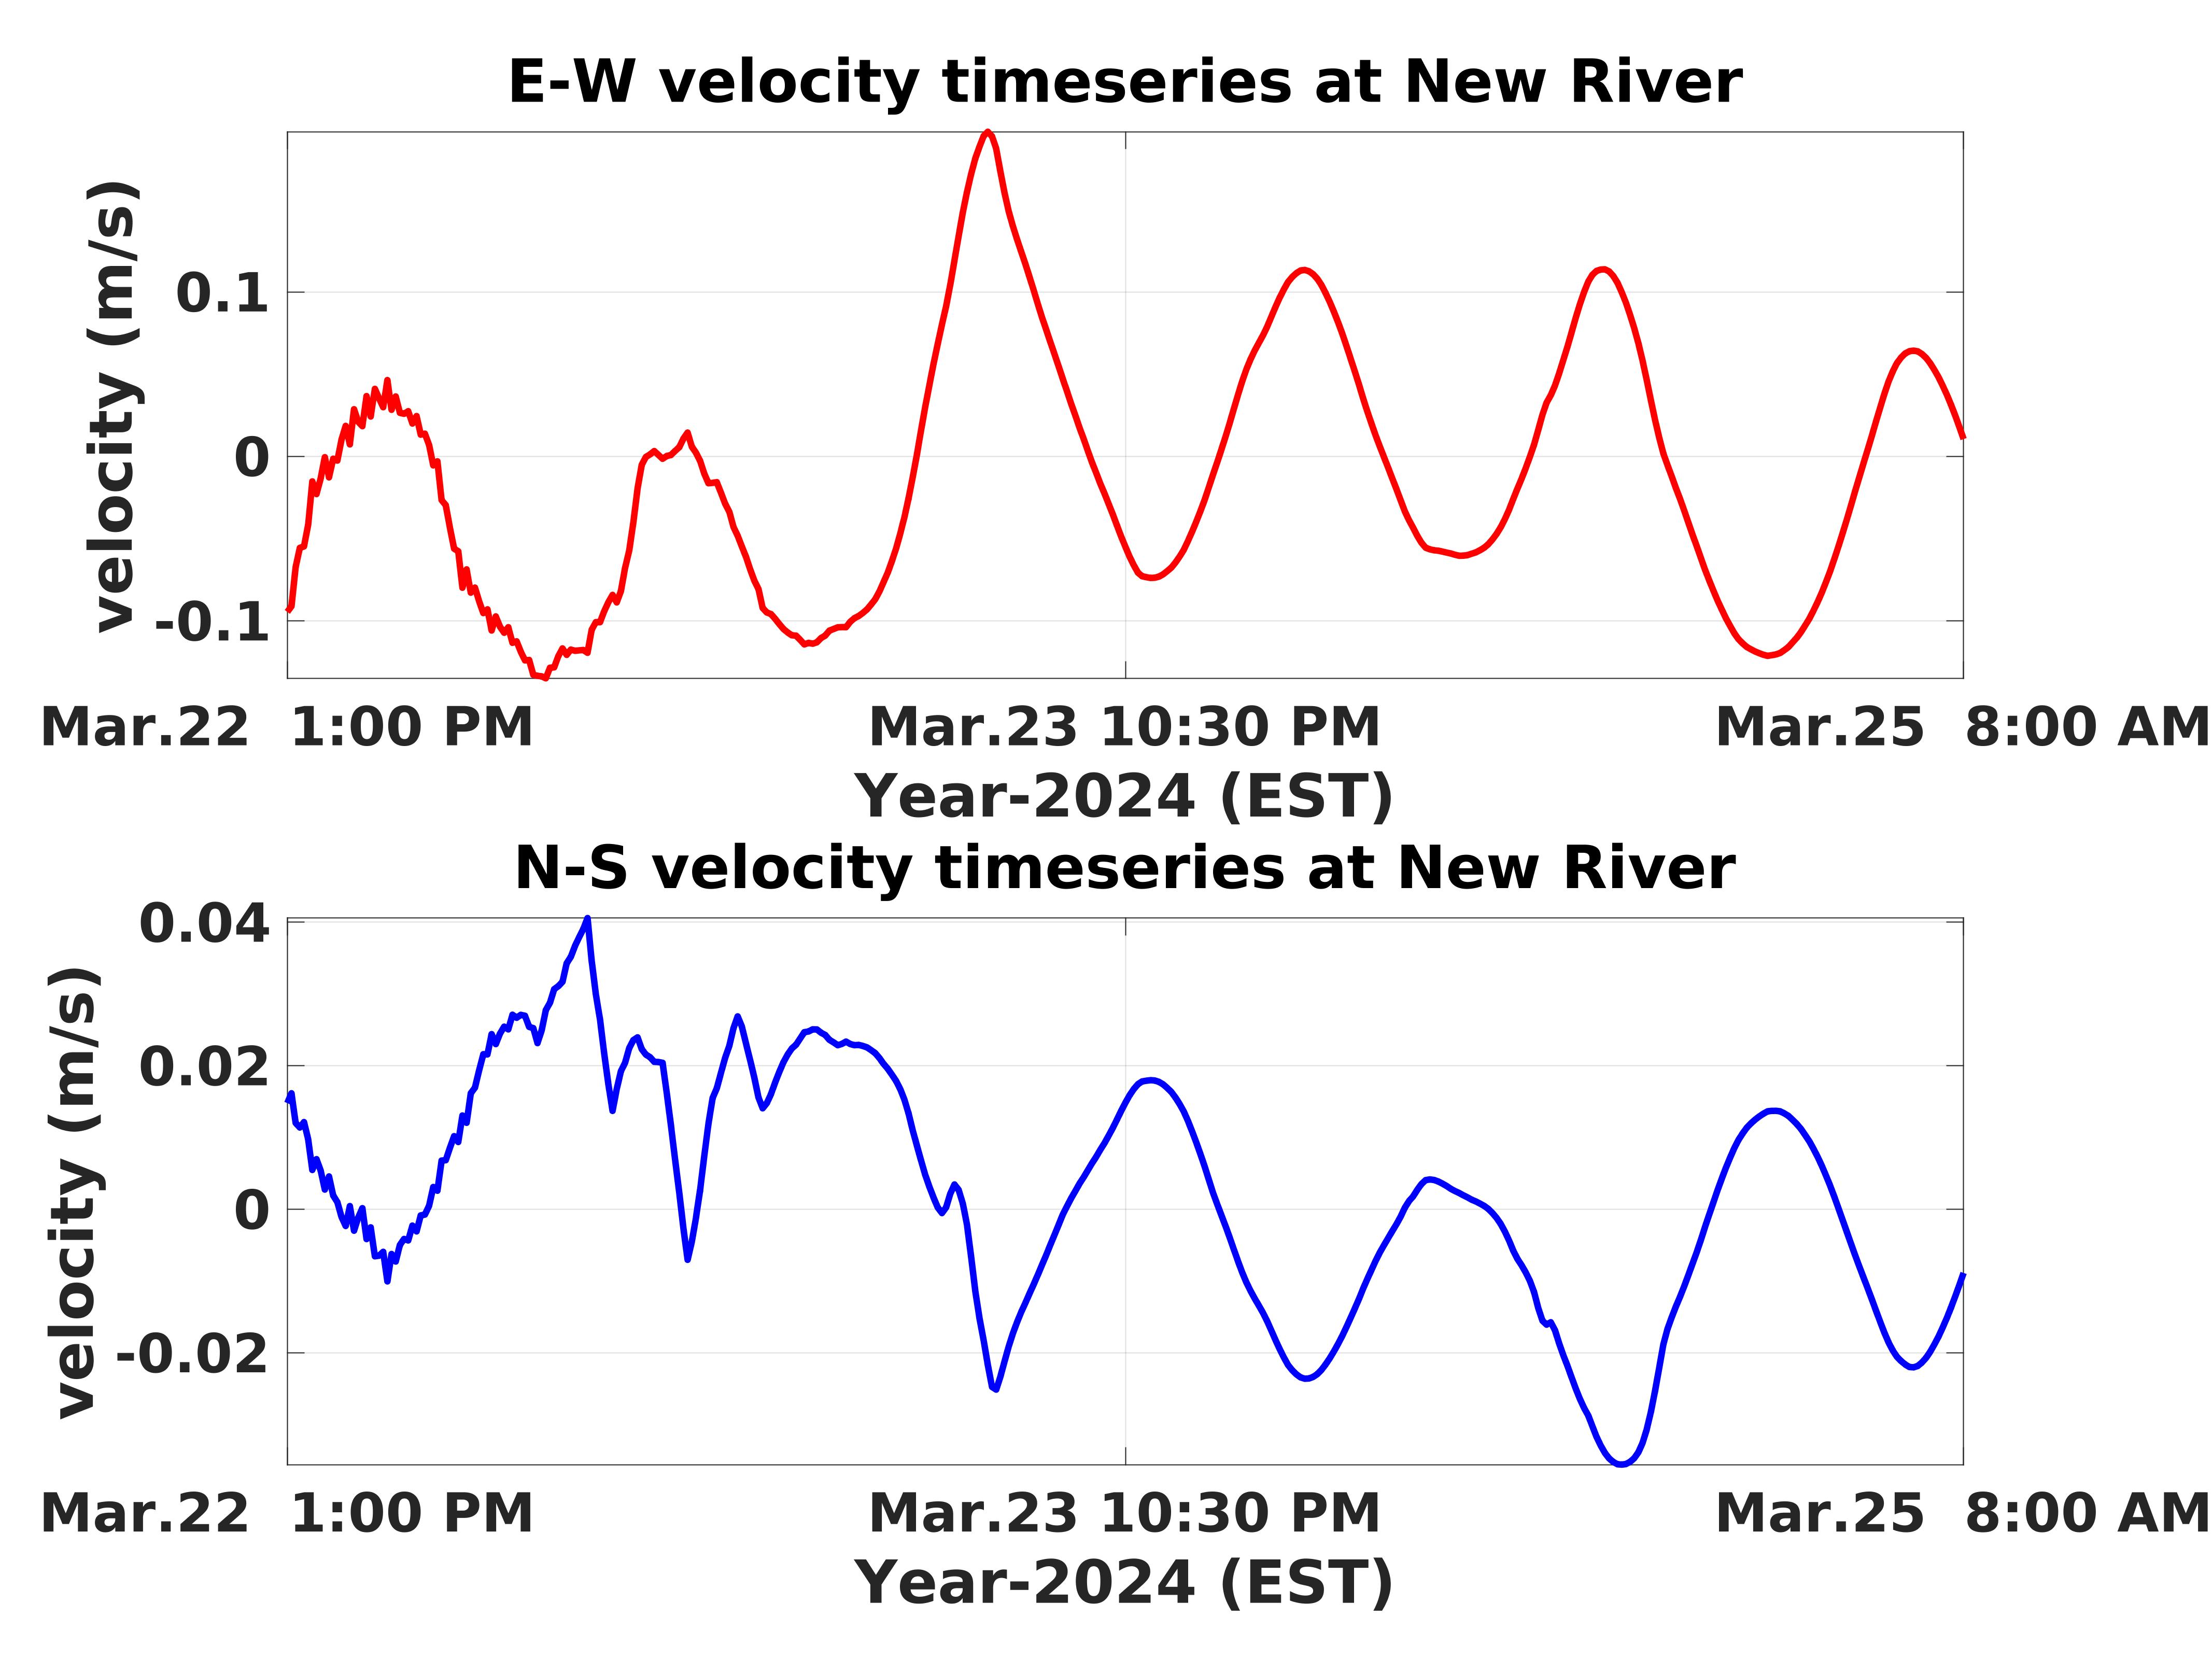 E-W velocity timeseries at New River
velocity (m/s)
0.1
0
-0.1
Mar.22  1:00 PM
Mar.23 10:30 PM
Mar.25  8:00 AM
Year-2024 (EST)
N-S velocity timeseries at New River
velocity (m/s)
0.04
0.02
0
-0.02
Mar.22  1:00 PM
Mar.23 10:30 PM
Mar.25  8:00 AM
Year-2024 (EST)